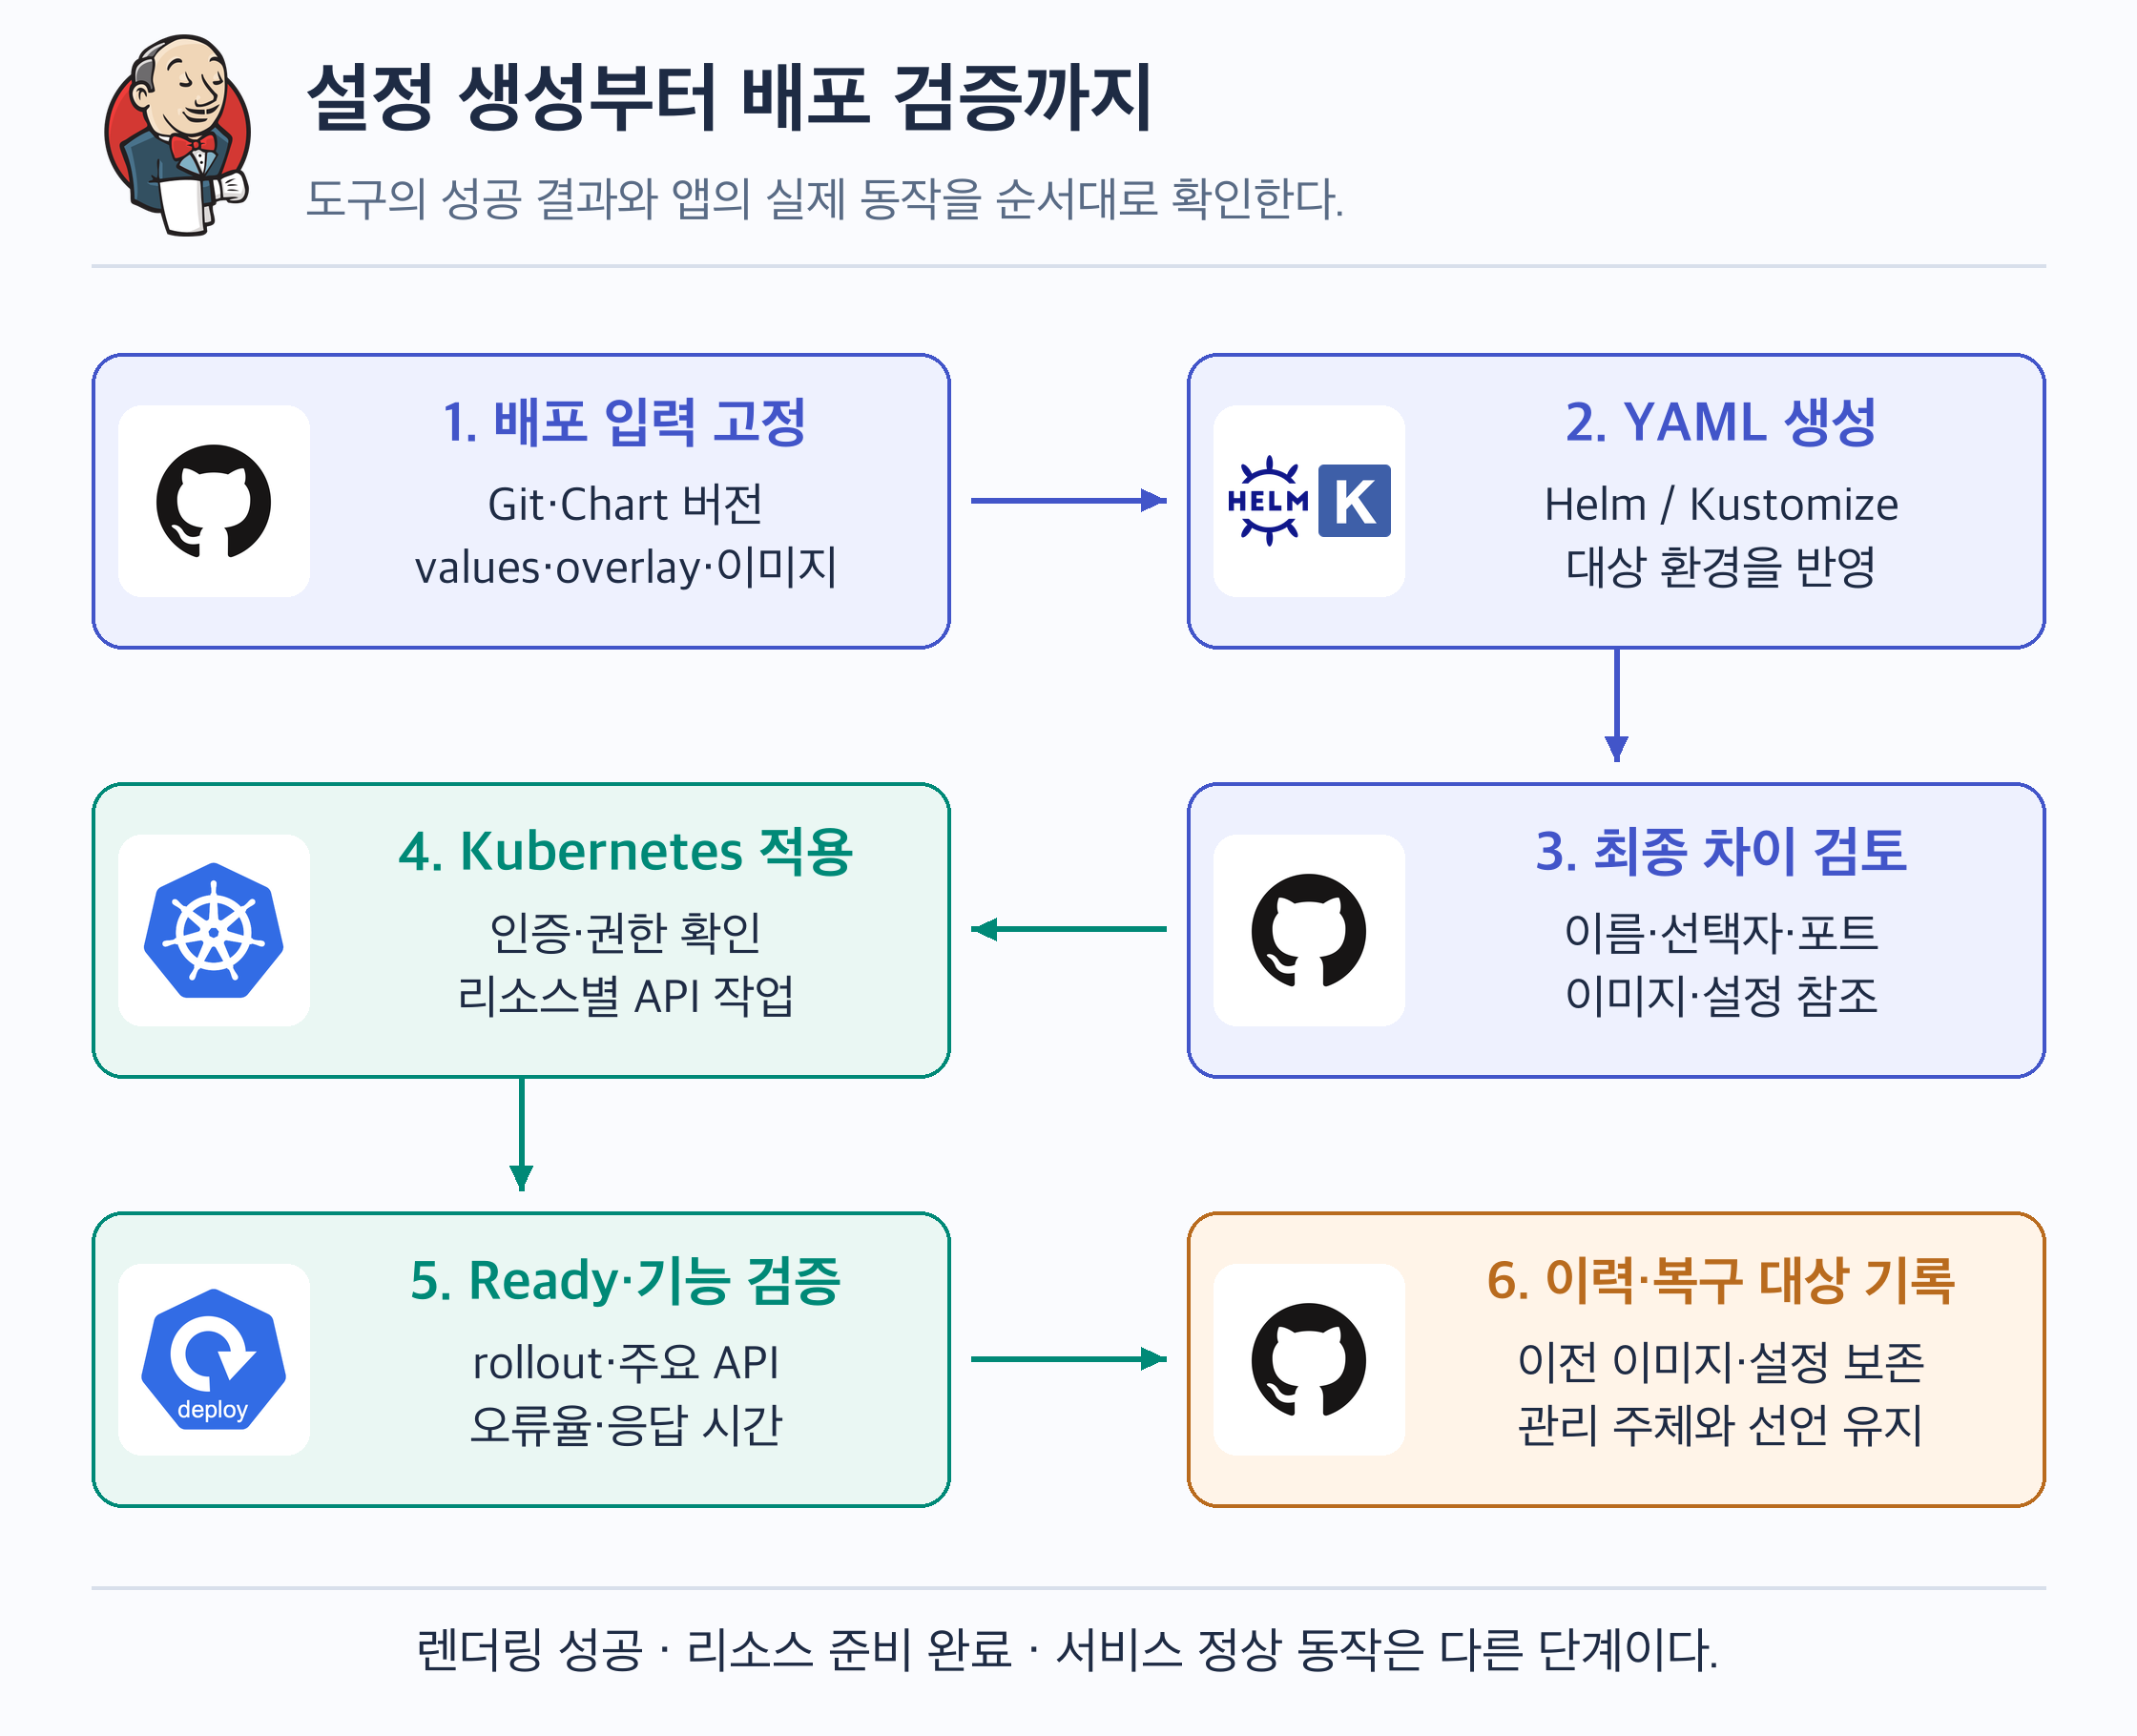 설정 생성부터 배포 검증까지
도구의 성공 결과와 앱의 실제 동작을 순서대로 확인한다.
1. 배포 입력 고정
Git·Chart 버전
values·overlay·이미지
HELM K
2. YAML 생성
Helm / Kustomize
대상 환경을 반영
3. 최종 차이 검토
이름·선택자·포트
이미지·설정 참조
4. Kubernetes 적용
인증·권한 확인
리소스별 API 작업
deploy
5. Ready·기능 검증
rollout·주요 API
오류율·응답 시간
6. 이력·복구 대상 기록
이전 이미지·설정 보존
관리 주체와 선언 유지
렌더링 성공 · 리소스 준비 완료 · 서비스 정상 동작은 다른 단계이다.